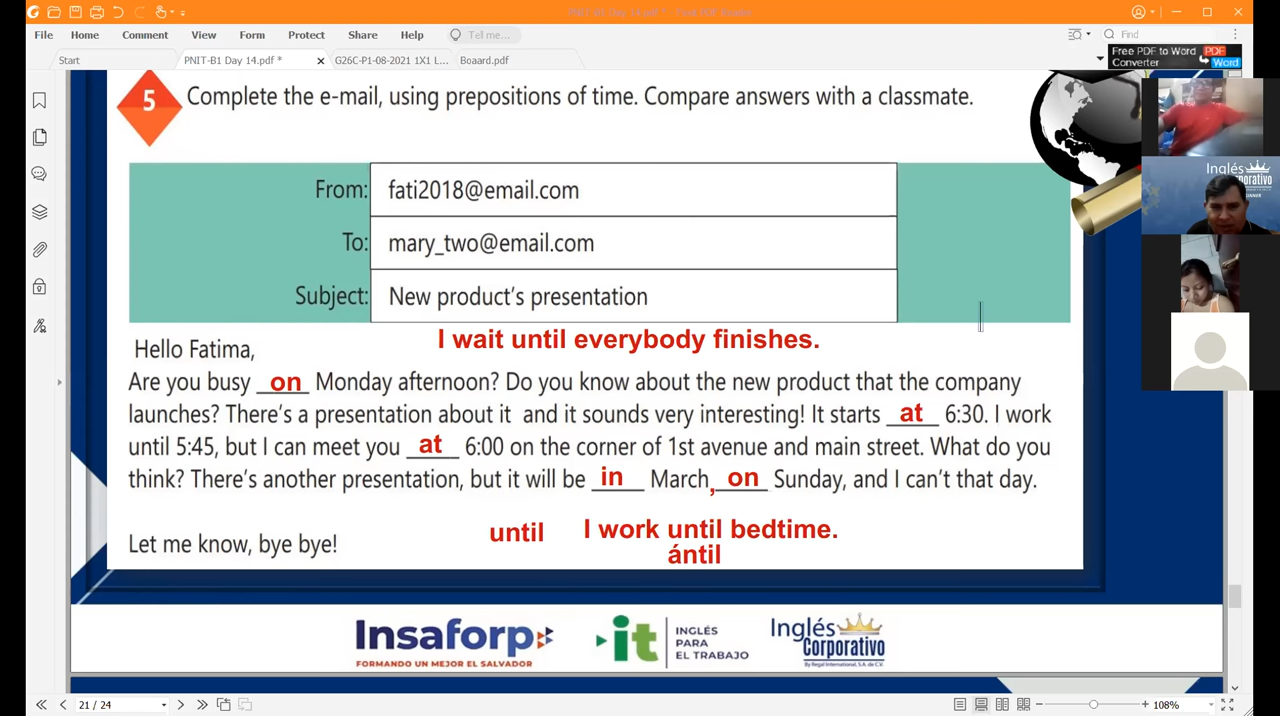 PNIT-B1 Day 14.pdf * - Foxit PDF Reader
File Home Comment View Form Protect Share Help Tell me... Find
Free PDF to Word PDF
Converter Word
Start PNIT-B1 Day 14.pdf * G26C-P1-08-2021 1X1 L... Boaard.pdf
5 Complete the e-mail, using prepositions of time. Compare answers with a classmate.
From: fati2018@email.com
To: mary_two@email.com
Subject: New product's presentation
I wait until everybody finishes.
Hello Fatima,
Are you busy on Monday afternoon? Do you know about the new product that the company
launches? There's a presentation about it and it sounds very interesting! It starts at 6:30. I work
until 5:45, but I can meet you at 6:00 on the corner of 1st avenue and main street. What do you
think? There's another presentation, but it will be in March, on Sunday, and I can't that day.
until I work until bedtime.
ántil
Let me know, bye bye!
Insaforp
FORMANDO UN MEJOR EL SALVADOR
it INGLÉS
PARA
EL TRABAJO
Inglés
Corporativo
By Regal International, S.A. de C.V.
Inglés
orporativo
21 / 24
108%